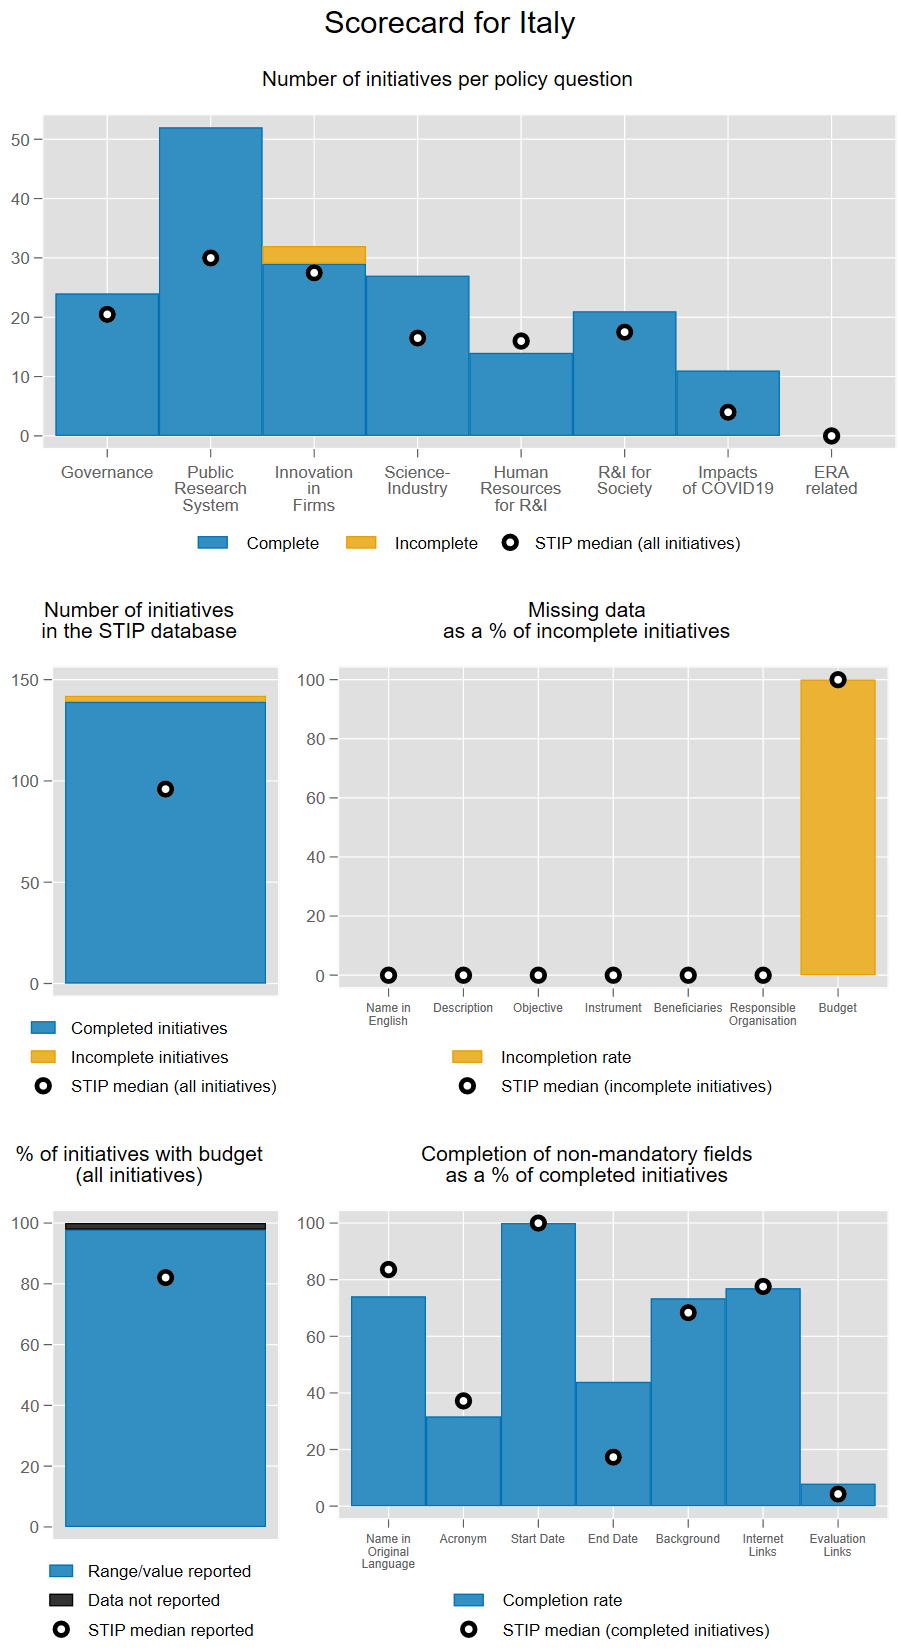 Scorecard for Italy
Number of initiatives per policy question
50
40
30
20
10
0
Governance
Public
Research
System
Innovation
in
Firms
Science-
Industry
Human
Resources
for R&I
R&I for
Society
Impacts
of COVID19
ERA
related
Complete
Incomplete
STIP median (all initiatives)
Number of initiatives
in the STIP database
150
100
50
0
Completed initiatives
Incomplete initiatives
STIP median (all initiatives)
Missing data
as a % of incomplete initiatives
100
80
60
40
20
0
Name in
English
Description
Objective
Instrument
Beneficiaries
Responsible
Organisation
Budget
Incompletion rate
STIP median (incomplete initiatives)
% of initiatives with budget
(all initiatives)
100
80
60
40
20
0
Range/value reported
Data not reported
STIP median reported
Completion of non-mandatory fields
as a % of completed initiatives
100
80
60
40
20
0
Name in
Original
Language
Acronym
Start Date
End Date
Background
Internet
Links
Evaluation
Links
Completion rate
STIP median (completed initiatives)